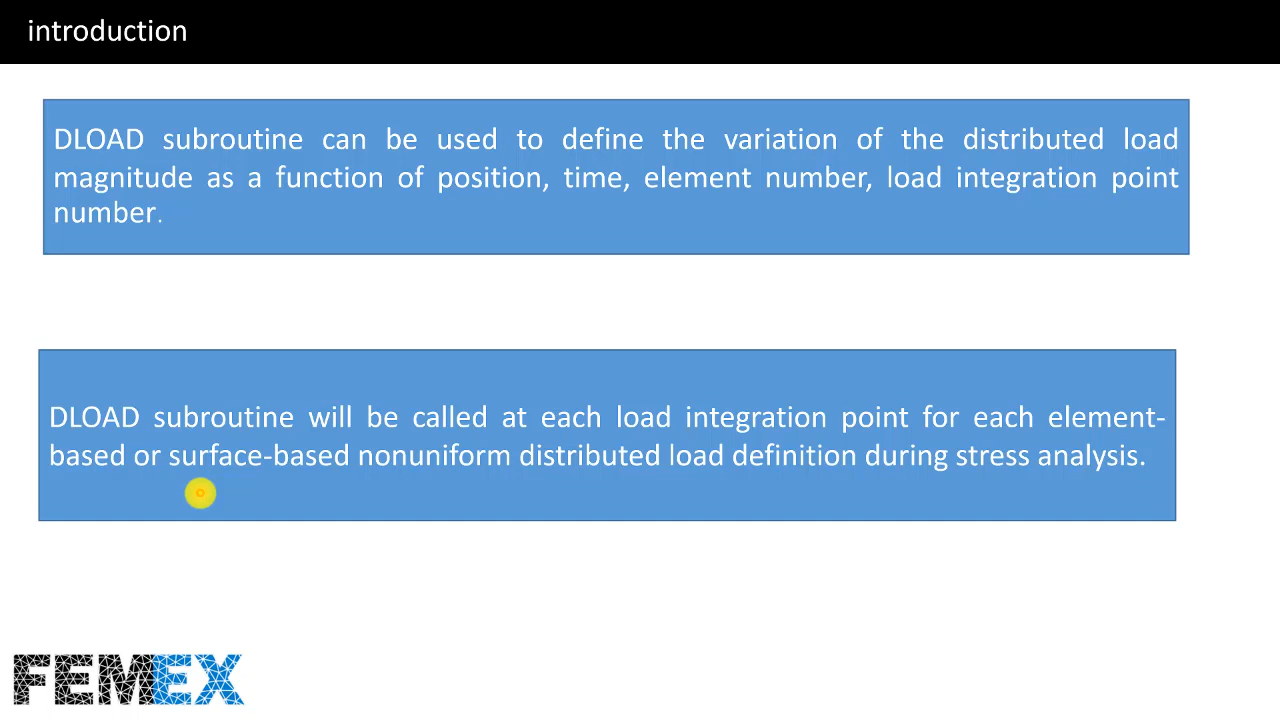 introduction
DLOAD subroutine can be used to define the variation of the distributed load
magnitude as a function of position, time, element number, load integration point
number.
DLOAD subroutine will be called at each load integration point for each element-
based or surface-based nonuniform distributed load definition during stress analysis.
FEMEX